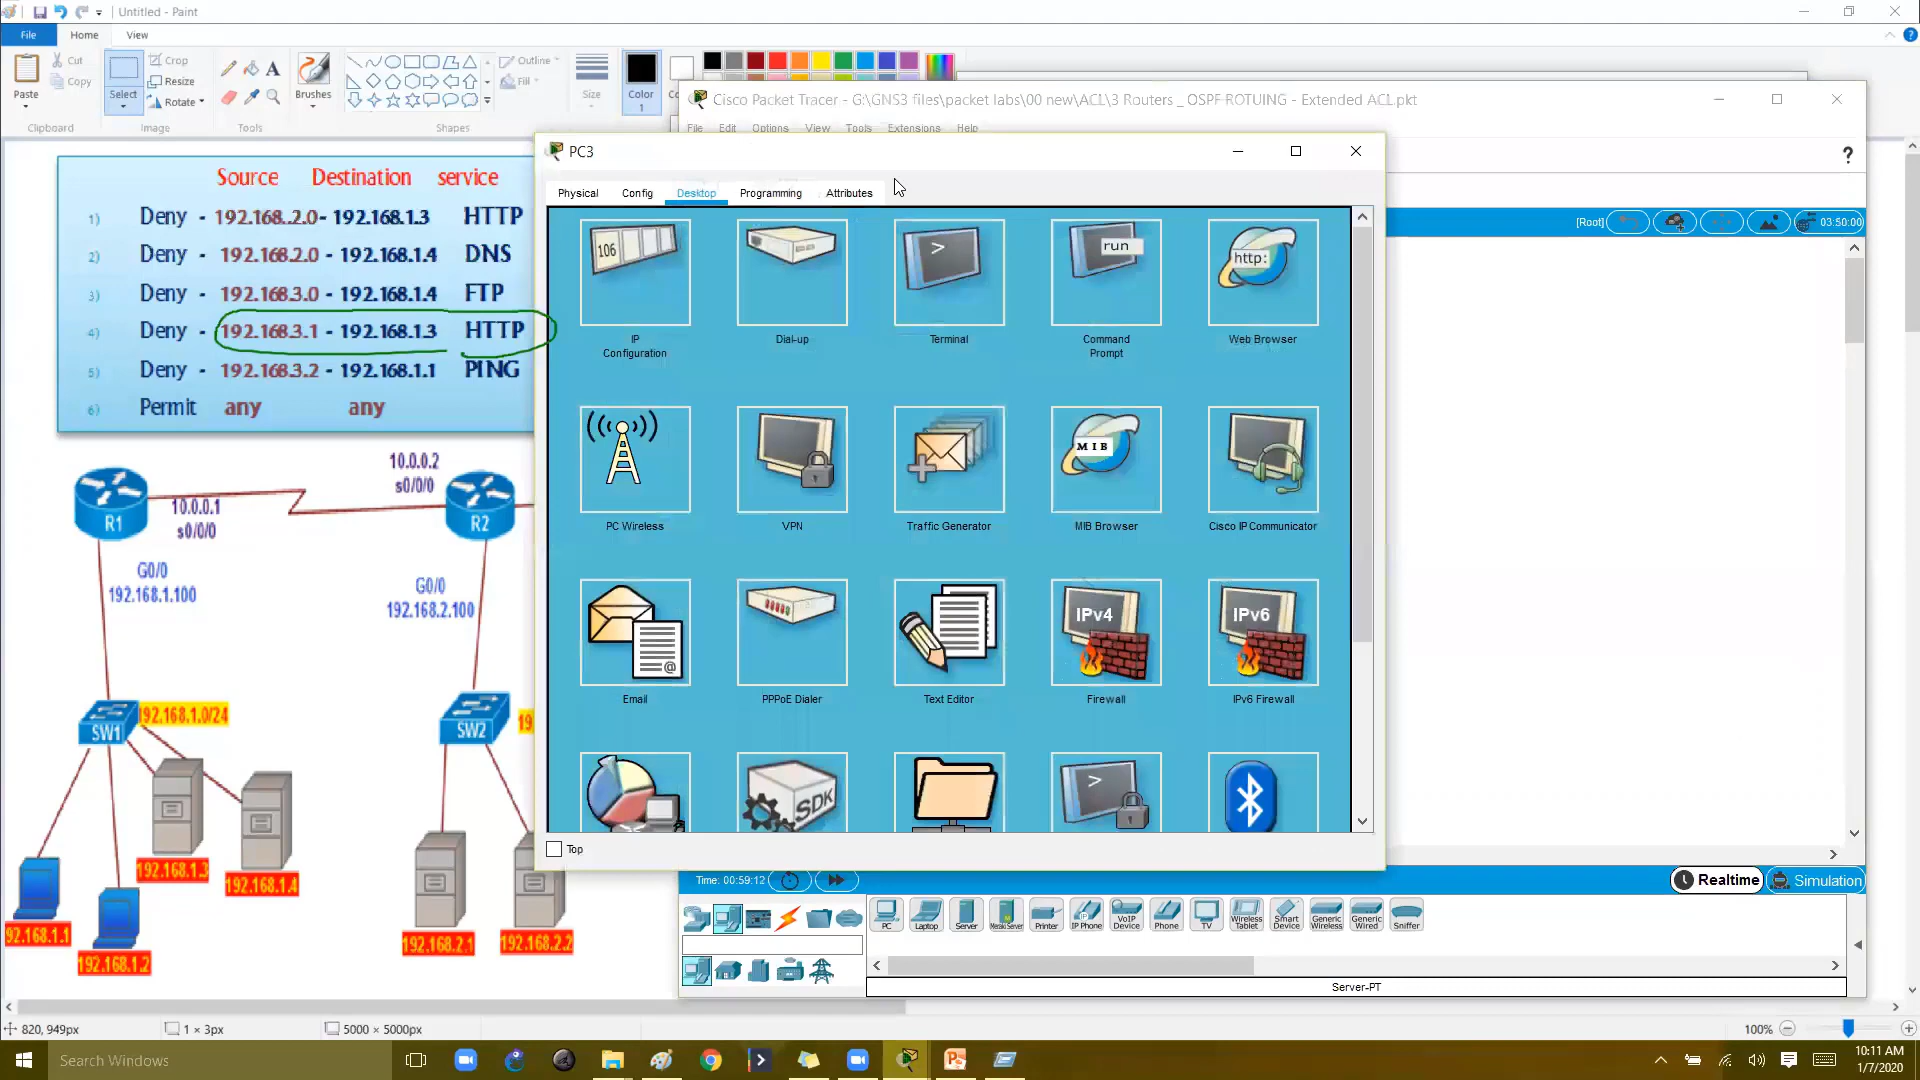 Untitled - Paint
File Home View
Cut
Copy
Paste
Clipboard
Select
Crop
Resize
Rotate
Image
A
Tools
Brushes
Outline
Fill
Shapes
Size
Color
1
Cisco Packet Tracer - G:\GNS3 files\packet labs\00 new\ACL\3 Routers _ OSPF ROTUING - Extended ACL.pkt
File Edit Options View Tools Extensions Help
?
[Root]
03:50:00
PC3
Physical Config Desktop Programming Attributes
106
> 
run
http:
IP Configuration
Dial-up
Terminal
Command Prompt
Web Browser
MIB
PC Wireless
VPN
Traffic Generator
MIB Browser
Cisco IP Communicator
@
IPv4
IPv6
Email
PPPoE Dialer
Text Editor
Firewall
IPv6 Firewall
SDK
>
Top
Source Destination service
1) Deny - 192.168..2.0- 192.168.1.3 HTTP
2) Deny - 192.168.2.0 - 192.168.1.4 DNS
3) Deny - 192.168.3.0 - 192.168.1.4 FTP
4) Deny - 192.168.3.1 - 192.168.1.3 HTTP
5) Deny - 192.168.3.2 - 192.168.1.1 PING
6) Permit any any
R1
10.0.0.1
s0/0/0
10.0.0.2
s0/0/0
R2
G0/0
192.168.1.100
G0/0
192.168.2.100
SW1
192.168.1.0/24
SW2
19
192.168.1.3
192.168.1.4
92.168.1.1
192.168.1.2
192.168.2.1
192.168.2.2
Time: 00:59:12
Realtime
Simulation
PC
Laptop
Server
Meraki Server
Printer
IP Phone
VoIP Device
Phone
TV
Wireless Tablet
Smart Device
Generic Wireless
Generic Wired
Sniffer
Server-PT
820, 949px
1 × 3px
5000 × 5000px
100%
Search Windows
10:11 AM
1/7/2020